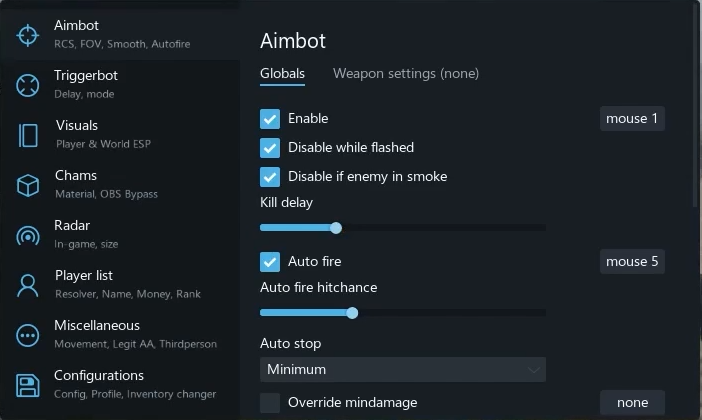 Aimbot
RCS, FOV, Smooth, Autofire
Triggerbot
Delay, mode
Visuals
Player & World ESP
Chams
Material, OBS Bypass
Radar
In-game, size
Player list
Resolver, Name, Money, Rank
Miscellaneous
Movement, Legit AA, Thirdperson
Configurations
Config, Profile, Inventory changer
Aimbot
Globals Weapon settings (none)
Enable mouse 1
Disable while flashed
Disable if enemy in smoke
Kill delay
Auto fire mouse 5
Auto fire hitchance
Auto stop
Minimum
Override mindamage none